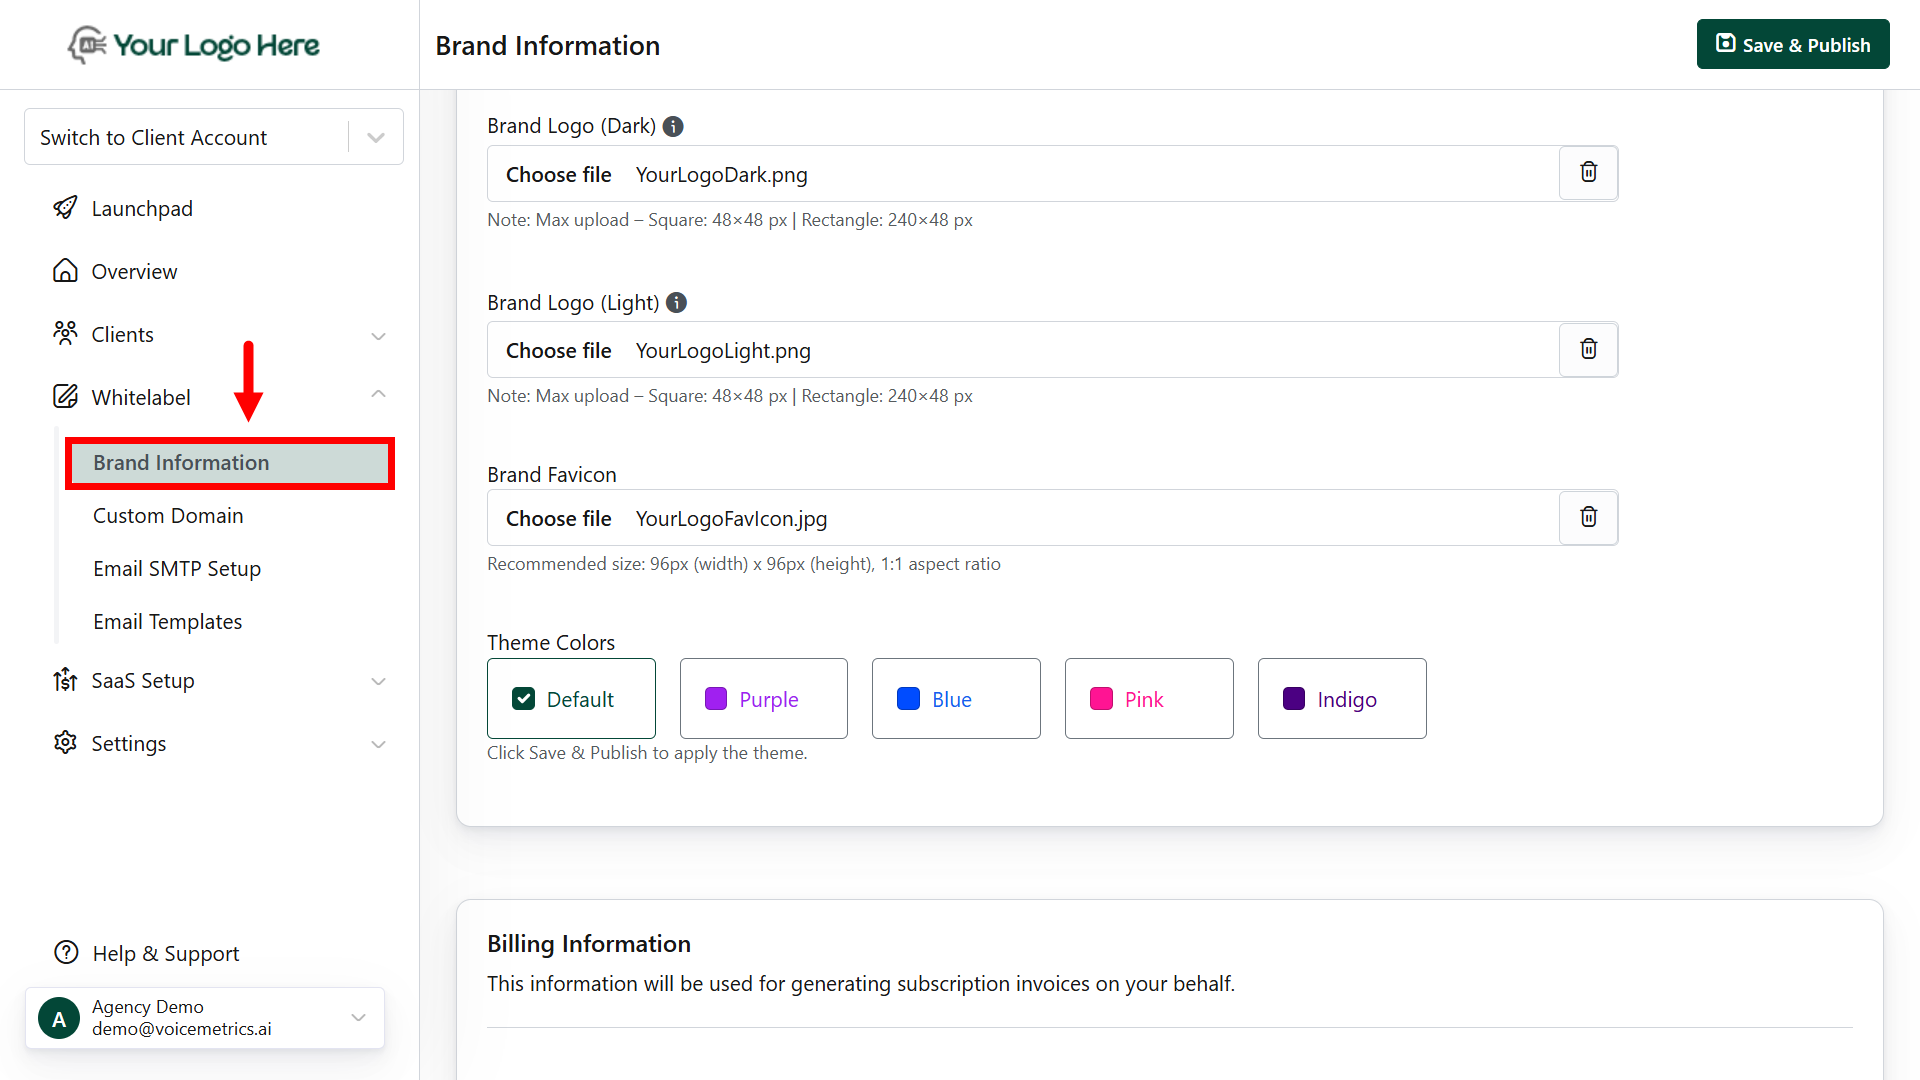 Your Logo Here
Brand Information
Save & Publish
Switch to Client Account
Launchpad
Overview
Clients
Whitelabel
Brand Information
Custom Domain
Email SMTP Setup
Email Templates
SaaS Setup
Settings
Help & Support
A
Agency Demo
demo@voicemetrics.ai
Brand Logo (Dark)
Choose file YourLogoDark.png
Note: Max upload – Square: 48×48 px | Rectangle: 240×48 px
Brand Logo (Light)
Choose file YourLogoLight.png
Note: Max upload – Square: 48×48 px | Rectangle: 240×48 px
Brand Favicon
Choose file YourLogoFavIcon.jpg
Recommended size: 96px (width) x 96px (height), 1:1 aspect ratio
Theme Colors
Default Purple Blue Pink Indigo
Click Save & Publish to apply the theme.
Billing Information
This information will be used for generating subscription invoices on your behalf.